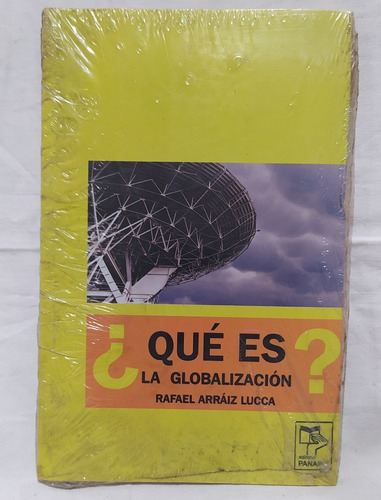 ¿ QUÉ ES ?
LA GLOBALIZACIÓN
RAFAEL ARRÁIZ LUCCA